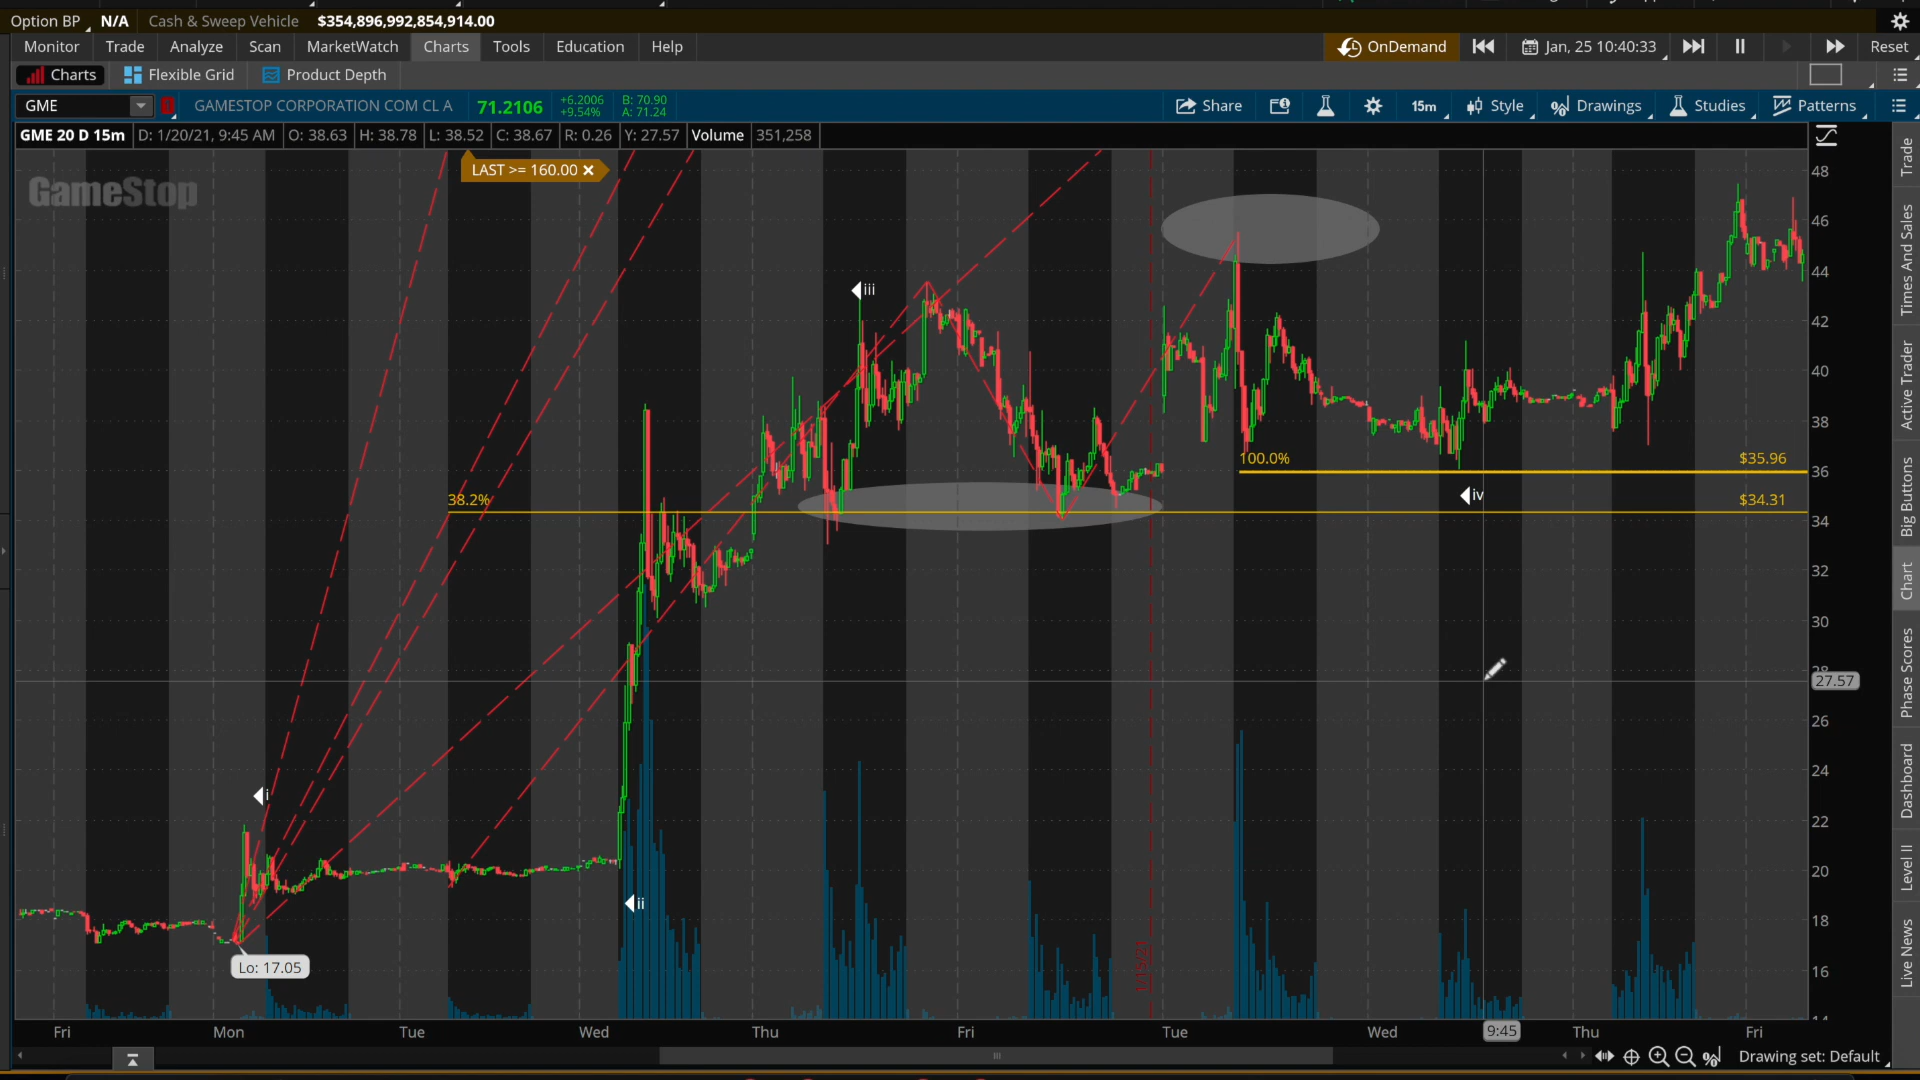 Option BP N/A Cash & Sweep Vehicle $354,896,992,854,914.00
Monitor Trade Analyze Scan MarketWatch Charts Tools Education Help OnDemand Jan, 25 10:40:33 Reset
Charts Flexible Grid Product Depth
GME GAMESTOP CORPORATION COM CL A 71.2106 +6.2006 +9.54% B: 70.90 A: 71.24 Share 15m Style Drawings Studies Patterns
GME 20 D 15m D: 1/20/21, 9:45 AM O: 38.63 H: 38.78 L: 38.52 C: 38.67 R: 0.26 Y: 27.57 Volume 351,258
LAST >= 160.00
GameStop
48
46
44
42
40
38
36
34
32
30
28
27.57
26
24
22
20
18
16
14
iii
100.0% $35.96
iv
38.2% $34.31
i
ii
Lo: 17.05
Fri Mon Tue Wed Thu Fri Tue Wed 9:45 Thu Fri
Drawing set: Default
Trade
Times And Sales
Active Trader
Big Buttons
Chart
Phase Scores
Dashboard
Level II
Live News